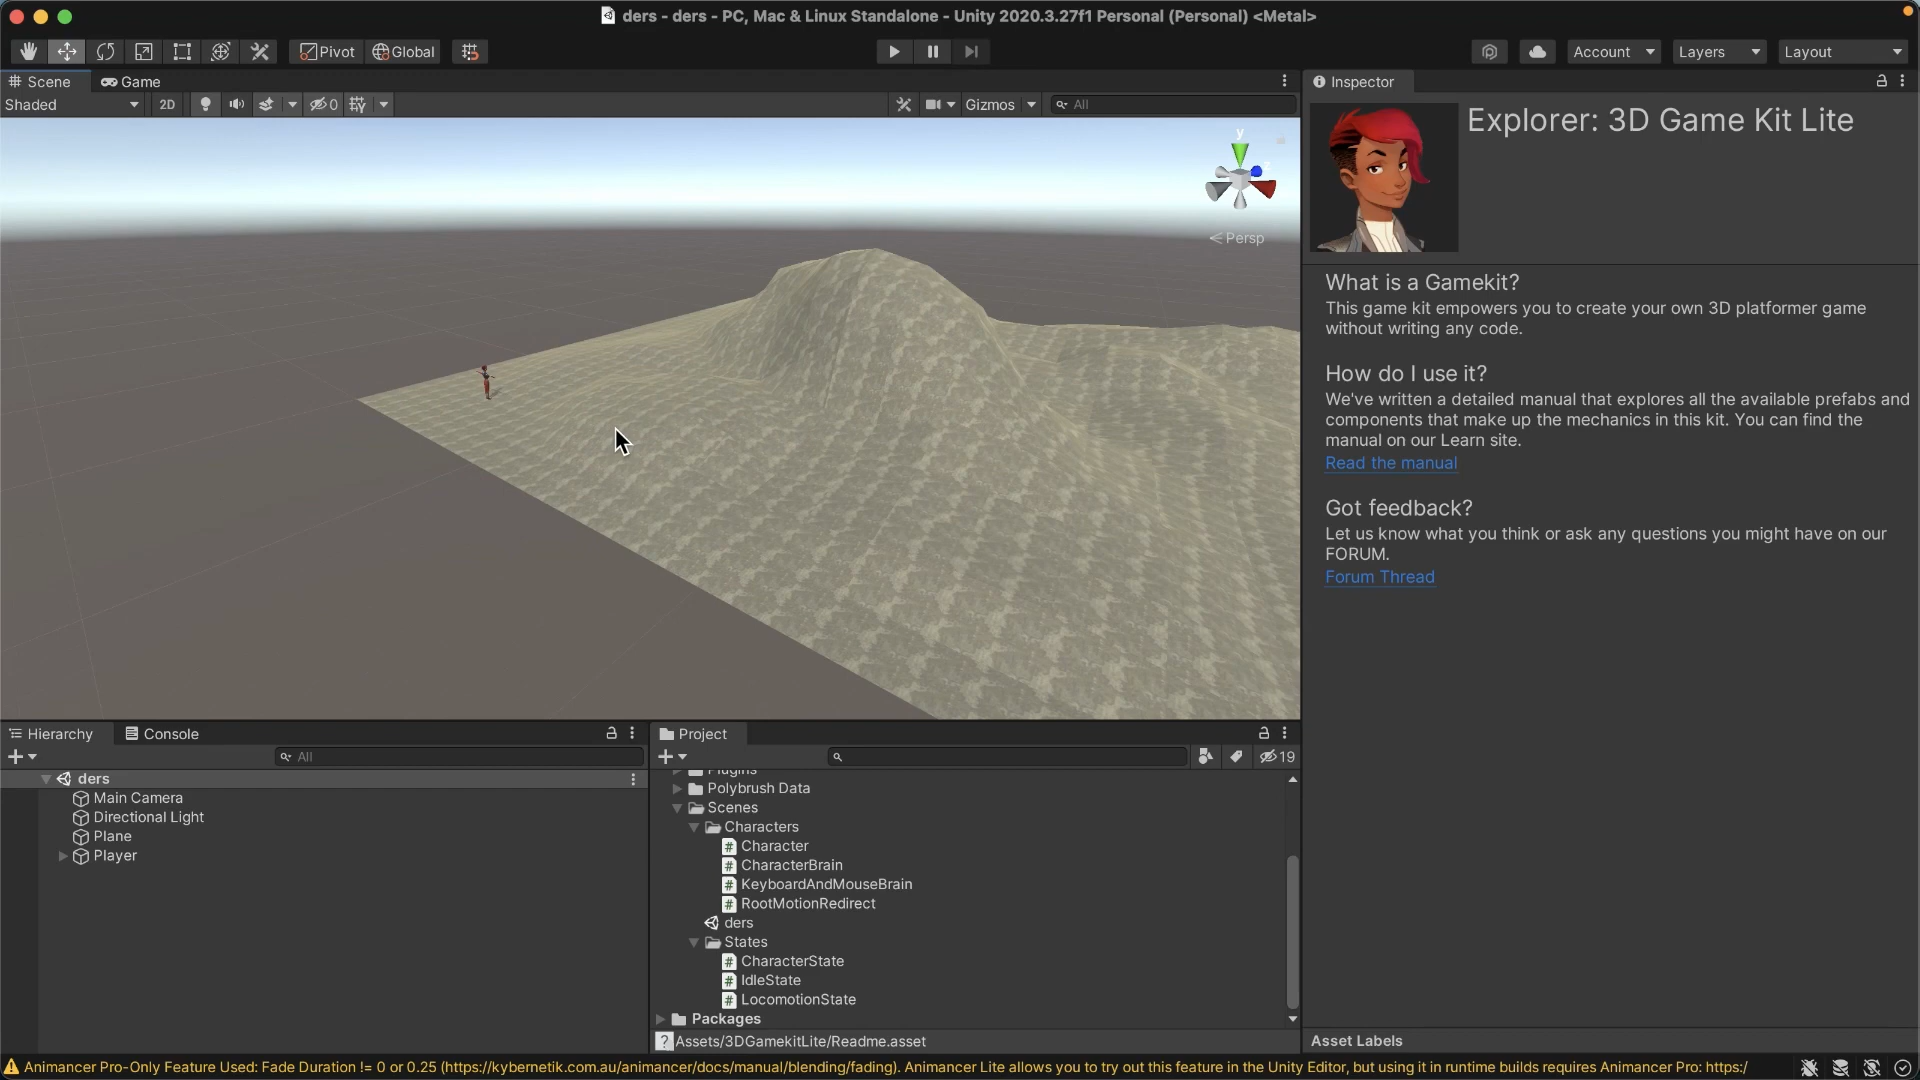 ders - ders - PC, Mac & Linux Standalone - Unity 2020.3.27f1 Personal (Personal) <Metal>
Pivot Global Account Layers Layout
Scene Game
Shaded 2D 0 Gizmos All
y
Persp
Inspector
Explorer: 3D Game Kit Lite
What is a Gamekit?
This game kit empowers you to create your own 3D platformer game
without writing any code.
How do I use it?
We've written a detailed manual that explores all the available prefabs and
components that make up the mechanics in this kit. You can find the
manual on our Learn site.
Read the manual
Got feedback?
Let us know what you think or ask any questions you might have on our
FORUM.
Forum Thread
Hierarchy Console
All
ders
Main Camera
Directional Light
Plane
Player
Project
19
Plugins
Polybrush Data
Scenes
Characters
# Character
# CharacterBrain
# KeyboardAndMouseBrain
# RootMotionRedirect
ders
States
# CharacterState
# IdleState
# LocomotionState
Packages
Assets/3DGamekitLite/Readme.asset
Asset Labels
Animancer Pro-Only Feature Used: Fade Duration != 0 or 0.25 (https://kybernetik.com.au/animancer/docs/manual/blending/fading). Animancer Lite allows you to try out this feature in the Unity Editor, but using it in runtime builds requires Animancer Pro: https:/